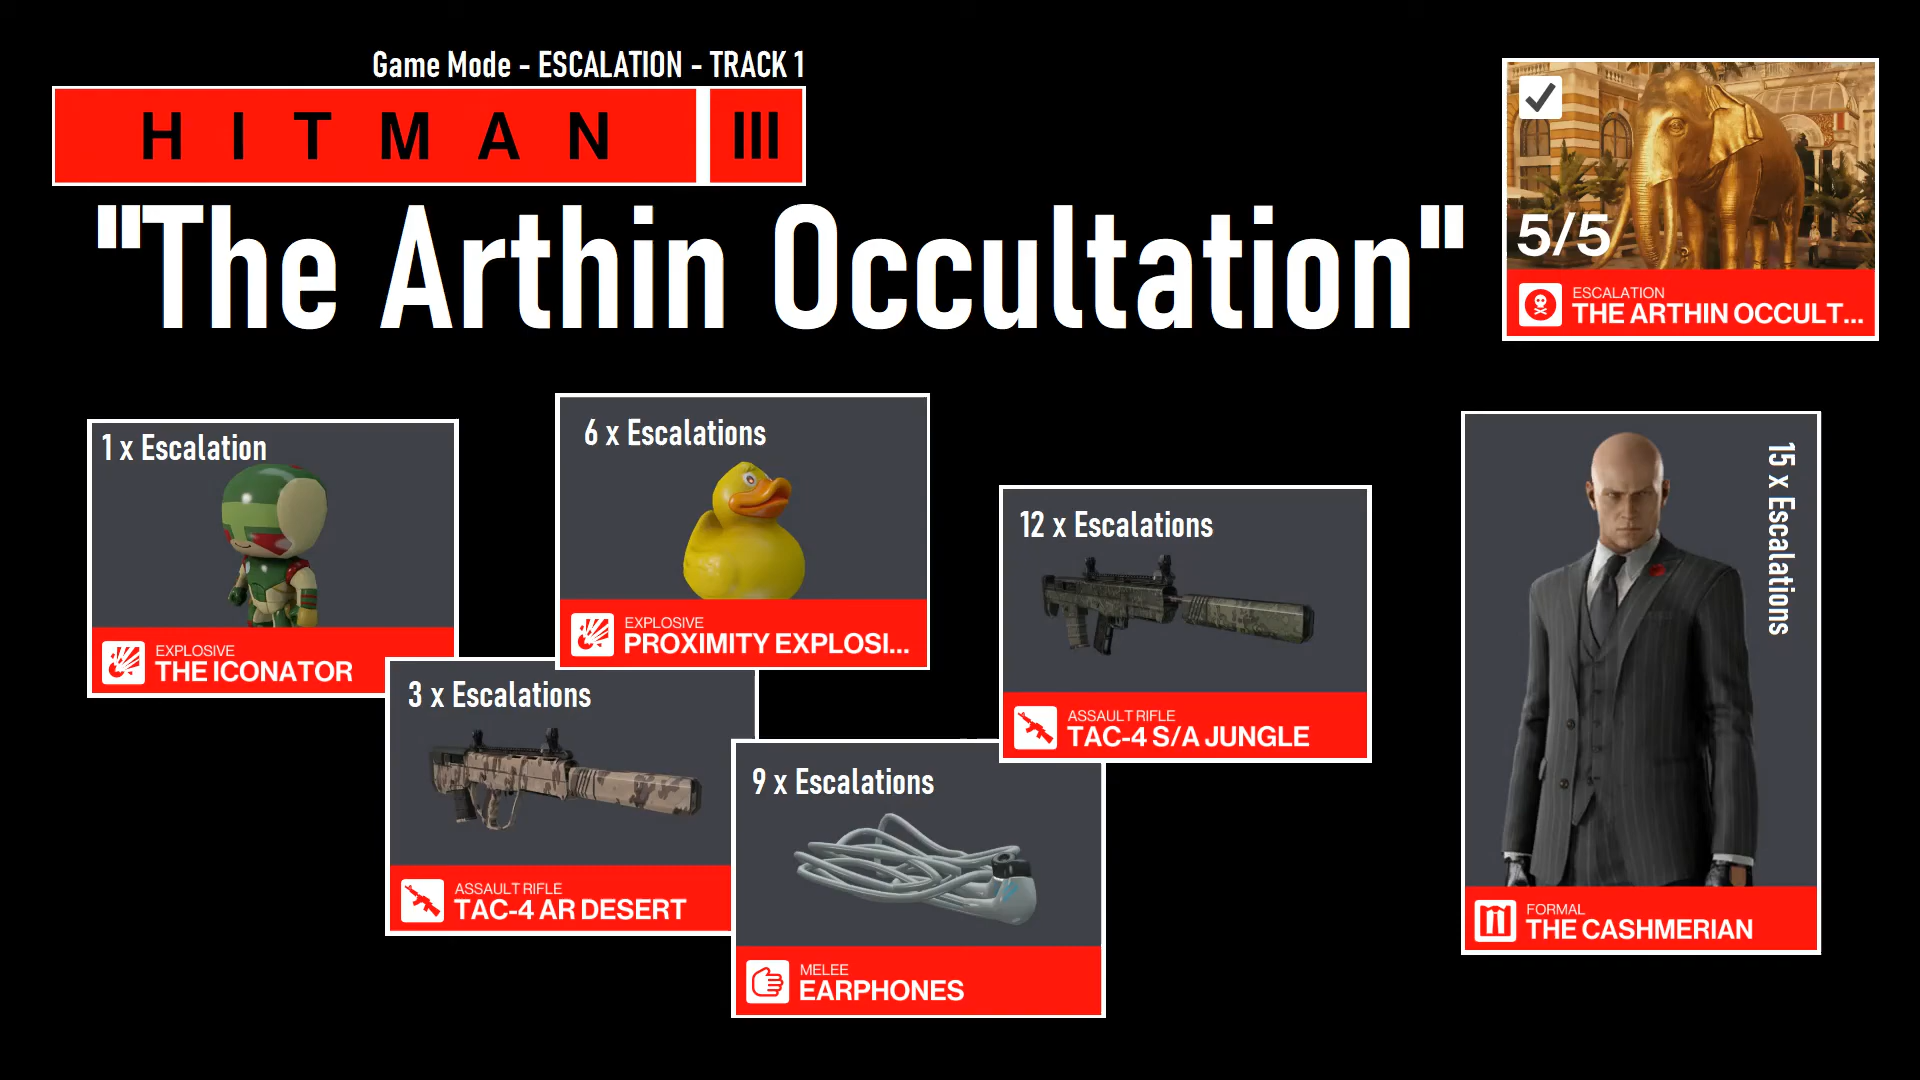 Game Mode - ESCALATION - TRACK 1
HITMAN III
"The Arthin Occultation"
5/5
ESCALATION
THE ARTHIN OCCULT...
1 x Escalation
EXPLOSIVE
THE ICONATOR
6 x Escalations
EXPLOSIVE
PROXIMITY EXPLOSI...
3 x Escalations
ASSAULT RIFLE
TAC-4 AR DESERT
9 x Escalations
MELEE
EARPHONES
12 x Escalations
ASSAULT RIFLE
TAC-4 S/A JUNGLE
15 x Escalations
FORMAL
THE CASHMERIAN